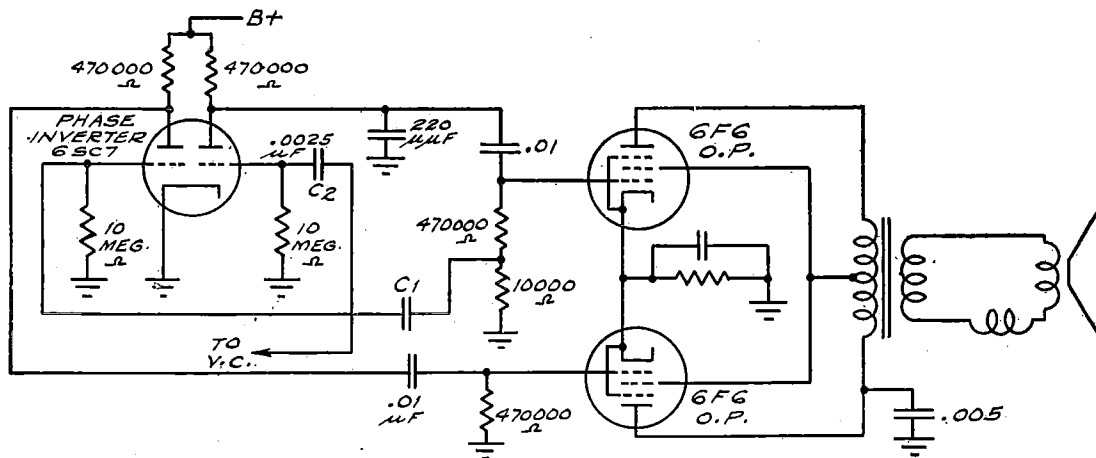 B+
470000
Ω
470000
Ω
PHASE
INVERTER
6SC7
.0025
μF
C2
220
μμF
.01
6F6
O.P.
10
MEG.
Ω
10
MEG.
Ω
470000
Ω
10000
Ω
C1
TO
V.C.
.01
μF
470000
Ω
6F6
O.P.
.005